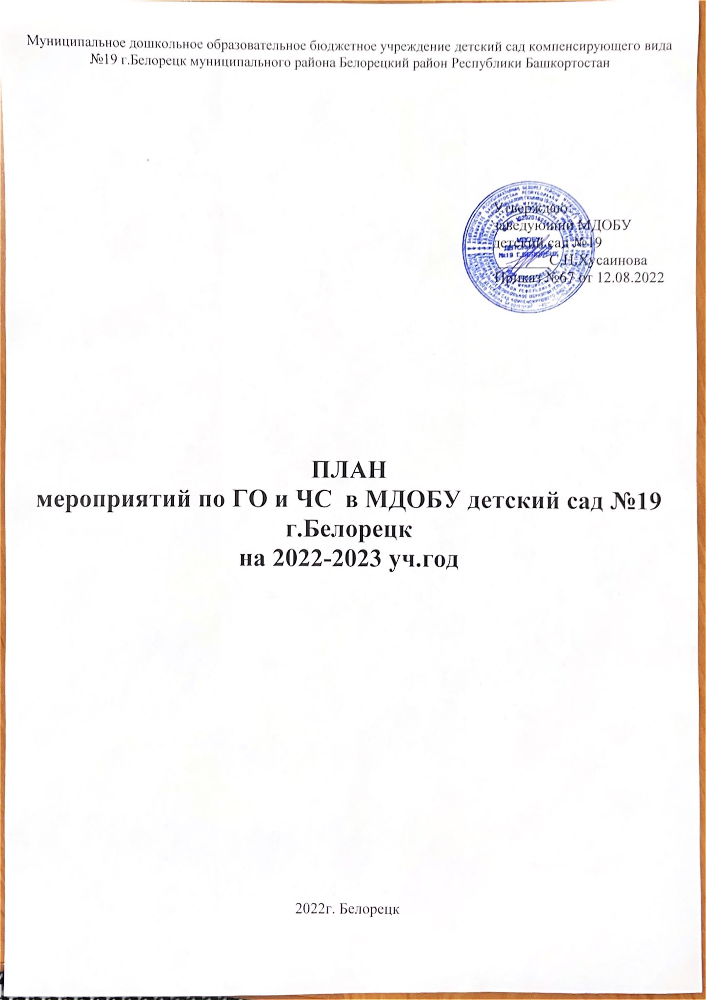 Муниципальное дошкольное образовательное бюджетное учреждение детский сад компенсирующего вида
№19 г.Белорецк муниципального района Белорецкий район Республики Башкортостан
Утверждаю:
заведующий МДОБУ
детский сад №19
Хусаинова
Приказ №67 от 12.08.2022
№19 Г.БЕЛОРЕЦК
ПЛАН
мероприятий по ГО и ЧС в МДОБУ детский сад №19
г.Белорецк
на 2022-2023 уч.год
2022г. Белорецк